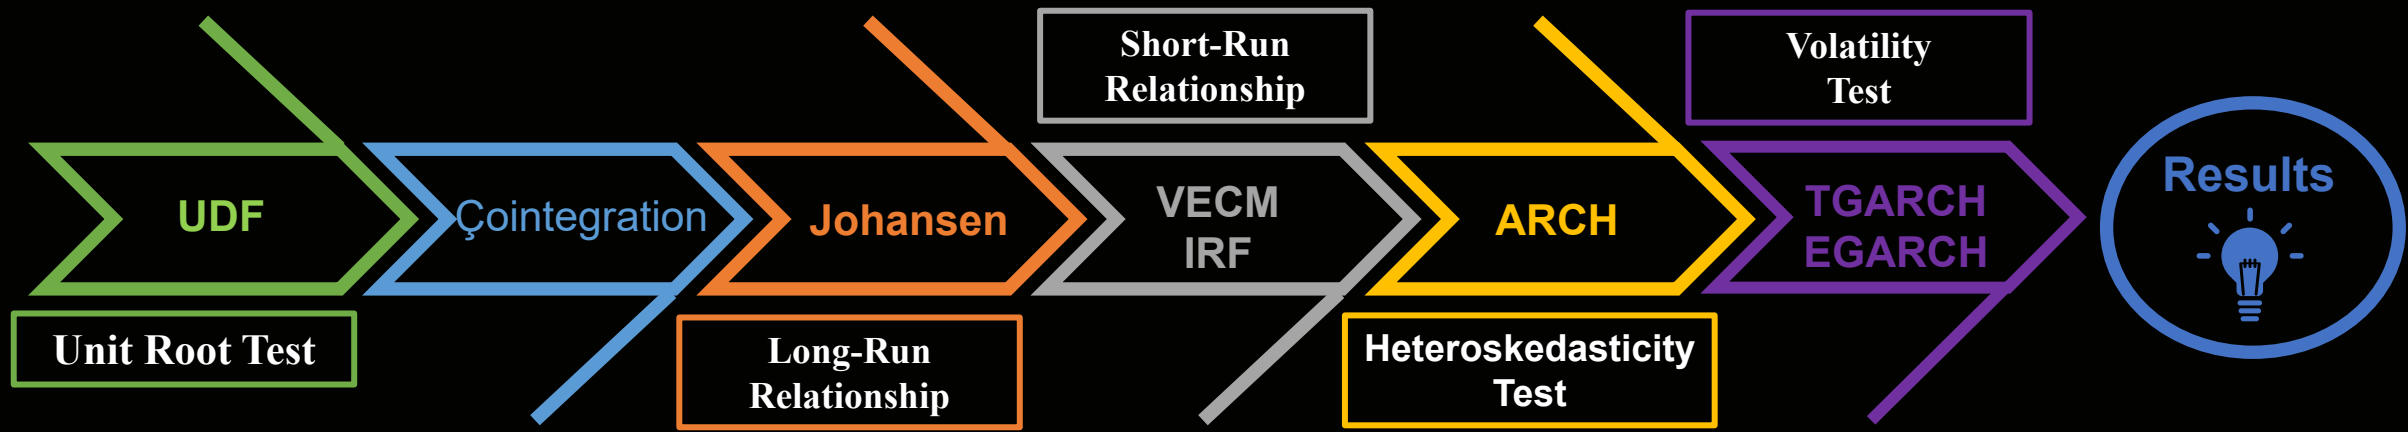 UDF
Unit Root Test
Çointegration
Johansen
Long-Run
Relationship
Short-Run
Relationship
VECM
IRF
ARCH
Heteroskedasticity
Test
Volatility
Test
TGARCH
EGARCH
Results